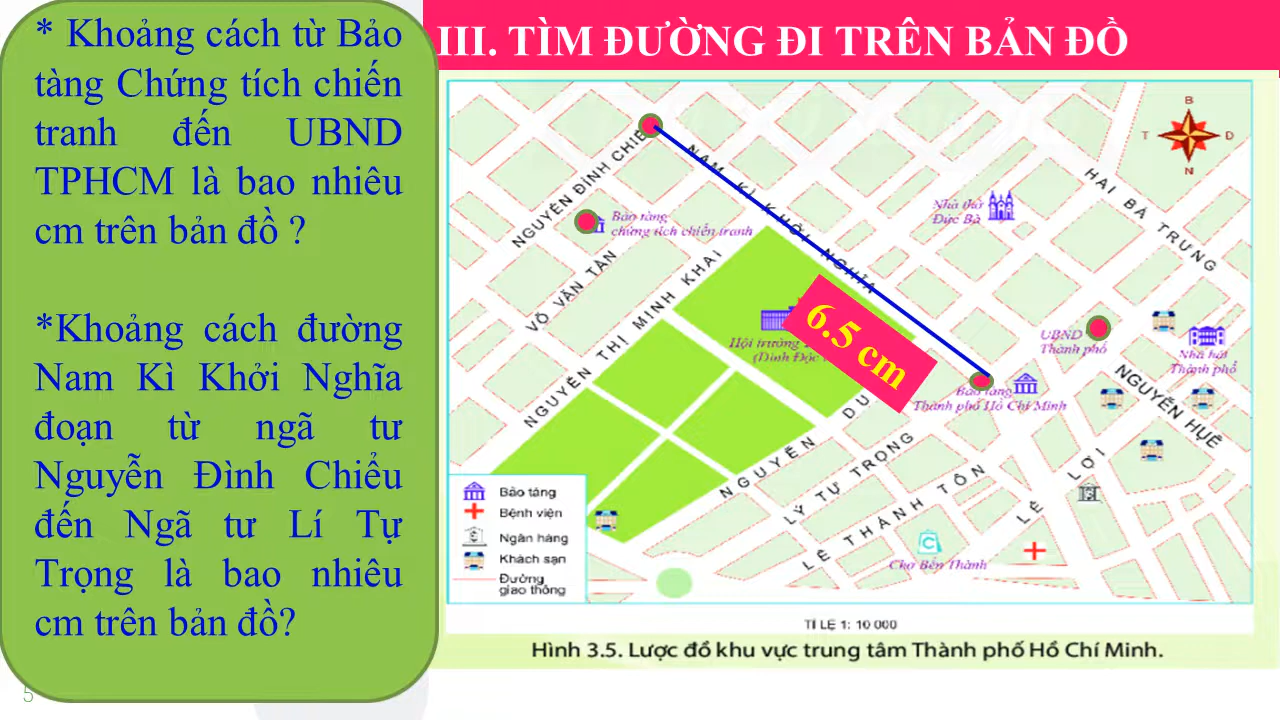 * Khoảng cách từ Bảo
tàng Chứng tích chiến
tranh đến UBND
TPHCM là bao nhiêu
cm trên bản đồ ?
*Khoảng cách đường
Nam Kì Khởi Nghĩa
đoạn từ ngã tư
Nguyễn Đình Chiểu
đến Ngã tư Lí Tự
Trọng là bao nhiêu
cm trên bản đồ?
5
III. TÌM ĐƯỜNG ĐI TRÊN BẢN ĐỒ
B
T
D
N
NGUYỄN ĐÌNH
NAM KÌ KHỞI NGHĨA
HAI BÀ TRƯNG
Nhà thờ
Đức Bà
Bảo tàng
chứng tích chiến tranh
VÕ VĂN TẦN
NGUYỄN THỊ MINH KHAI
Hội trường
(Dinh Độc
6.5 cm
UBND
Thành phố
Nhà hát
Thành phố
Bảo tàng
Thành phố Hồ Chí Minh
NGUYỄN HUỆ
NGUYỄN DU
LÝ TỰ TRỌNG
LÊ THÁNH TÔN
LÊ LỢI
Chợ Bến Thành
Bảo tàng
Bệnh viện
Ngân hàng
Khách sạn
Đường
giao thông
TỈ LỆ 1: 10 000
Hình 3.5. Lược đồ khu vực trung tâm Thành phố Hồ Chí Minh.